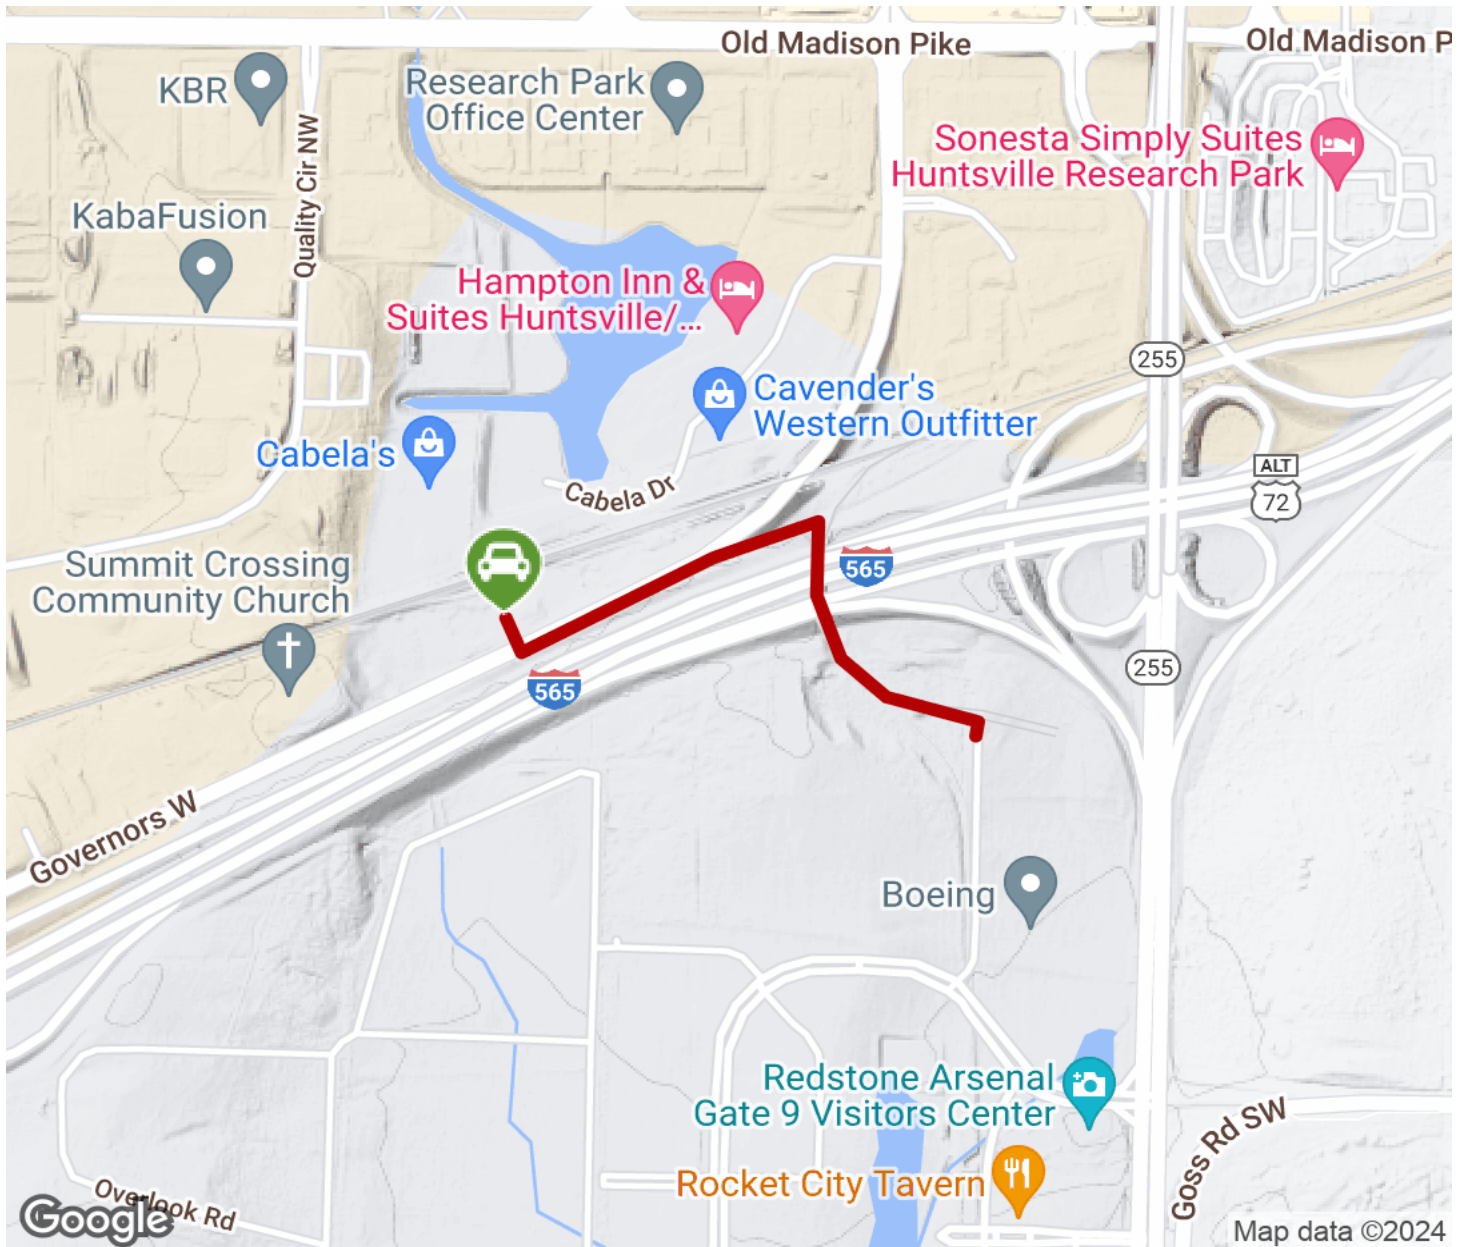 Old Madison Pike
Old Madison P
KBR
Research Park
Office Center
Quality Cir NW
Sonesta Simply Suites
Huntsville Research Park
KabaFusion
Hampton Inn &
Suites Huntsville/...
255
Cavender's
Western Outfitter
Cabela's
Cabela Dr
ALT
72
Summit Crossing
Community Church
565
255
565
Governors W
Boeing
Redstone Arsenal
Gate 9 Visitors Center
Goss Rd SW
Rocket City Tavern
Overlook Rd
Google
Map data ©2024